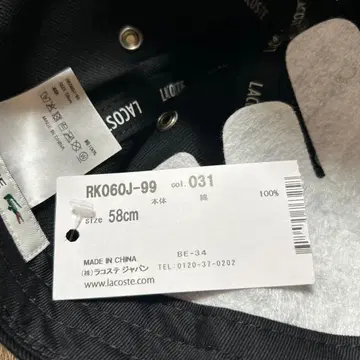 LACOSTE
LACOSTE
RK060J-99 col. 031
本体 綿 100%
size 58cm
MADE IN CHINA BE-34
(株)ラコステ ジャパン TEL 0120-37-0202
www.lacoste.com